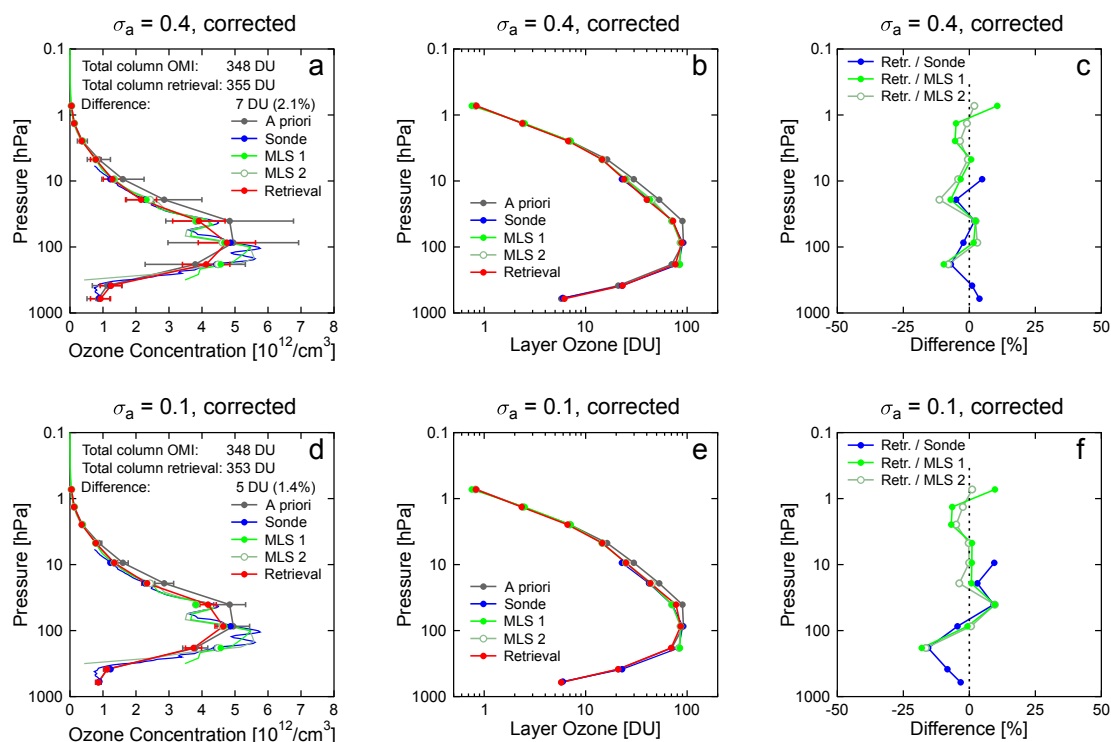 σa = 0.4, corrected
a
0.1
1
10
100
1000
Pressure [hPa]
Total column OMI: 348 DU
Total column retrieval: 355 DU
Difference: 7 DU (2.1%)
A priori
Sonde
MLS 1
MLS 2
Retrieval
0 1 2 3 4 5 6 7 8
Ozone Concentration [10^12/cm^3]
σa = 0.4, corrected
b
0.1
1
10
100
1000
Pressure [hPa]
A priori
Sonde
MLS 1
MLS 2
Retrieval
1 10 100
Layer Ozone [DU]
σa = 0.4, corrected
c
0.1
1
10
100
1000
Pressure [hPa]
Retr. / Sonde
Retr. / MLS 1
Retr. / MLS 2
-50 -25 0 25 50
Difference [%]
σa = 0.1, corrected
d
0.1
1
10
100
1000
Pressure [hPa]
Total column OMI: 348 DU
Total column retrieval: 353 DU
Difference: 5 DU (1.4%)
A priori
Sonde
MLS 1
MLS 2
Retrieval
0 1 2 3 4 5 6 7 8
Ozone Concentration [10^12/cm^3]
σa = 0.1, corrected
e
0.1
1
10
100
1000
Pressure [hPa]
A priori
Sonde
MLS 1
MLS 2
Retrieval
1 10 100
Layer Ozone [DU]
σa = 0.1, corrected
f
0.1
1
10
100
1000
Pressure [hPa]
Retr. / Sonde
Retr. / MLS 1
Retr. / MLS 2
-50 -25 0 25 50
Difference [%]